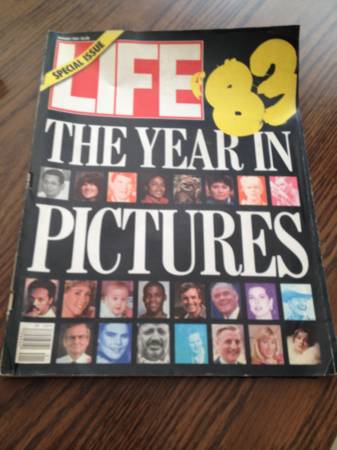 SPECIAL ISSUE
LIFE
'83
THE YEAR IN
PICTURES